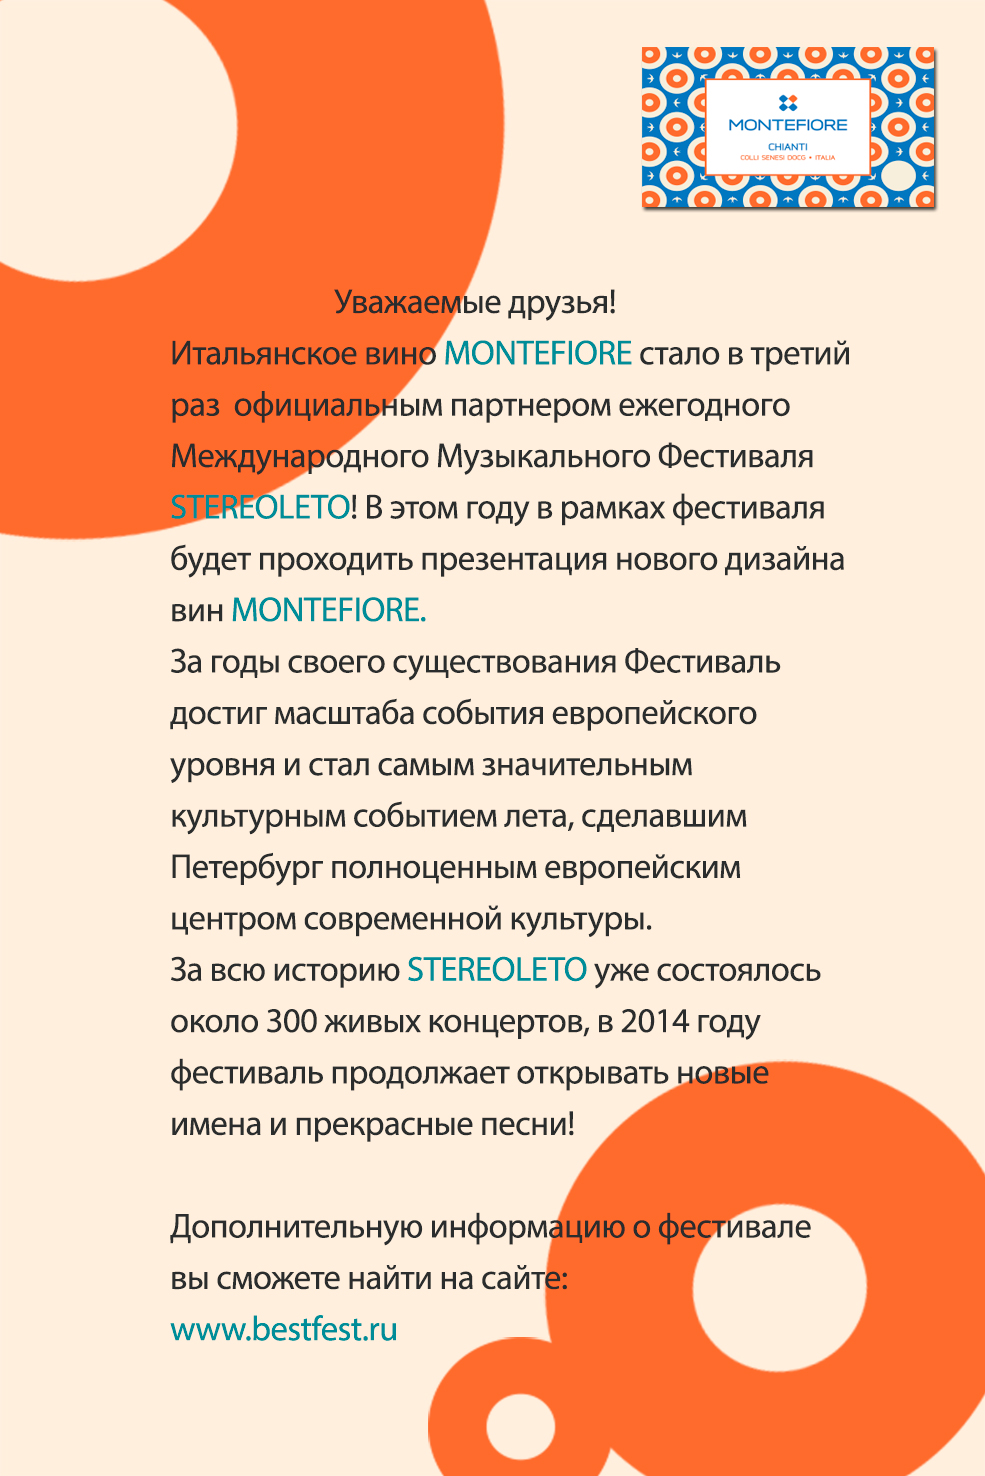 MONTEFIORE
CHIANTI
COLLI SENESI DOCG • ITALIA
Уважаемые друзья!
Итальянское вино MONTEFIORE стало в третий
раз официальным партнером ежегодного
Международного Музыкального Фестиваля
STEREOLETO! В этом году в рамках фестиваля
будет проходить презентация нового дизайна
вин MONTEFIORE.
За годы своего существования Фестиваль
достиг масштаба события европейского
уровня и стал самым значительным
культурным событием лета, сделавшим
Петербург полноценным европейским
центром современной культуры.
За всю историю STEREOLETO уже состоялось
около 300 живых концертов, в 2014 году
фестиваль продолжает открывать новые
имена и прекрасные песни!
Дополнительную информацию о фестивале
вы сможете найти на сайте:
www.bestfest.ru